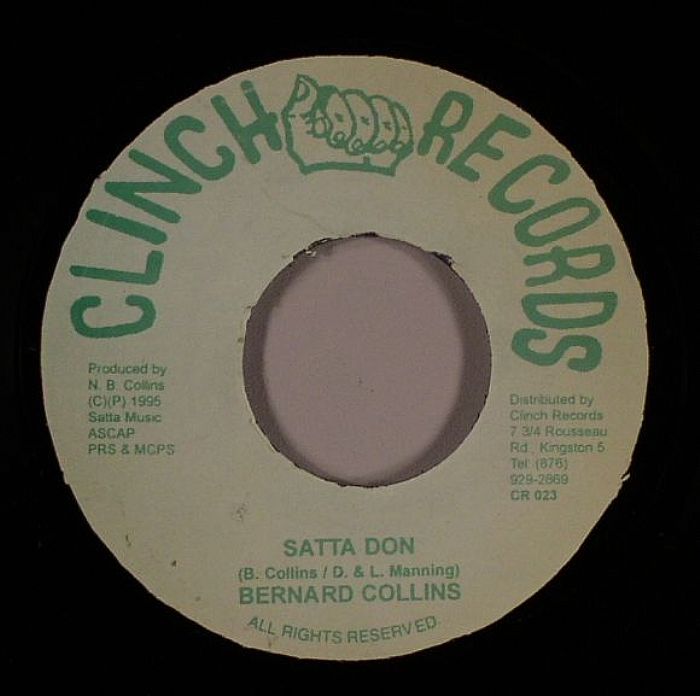 CLINCH RECORDS
Produced by
N. B. Collins
(C)(P) 1995
Satta Music
ASCAP
PRS & MCPS
Distributed by
Clinch Records
7 3/4 Rousseau
Rd., Kingston 5
Tel: (876)
929-2869
CR 023
SATTA DON
(B. Collins / D. & L. Manning)
BERNARD COLLINS
ALL RIGHTS RESERVED